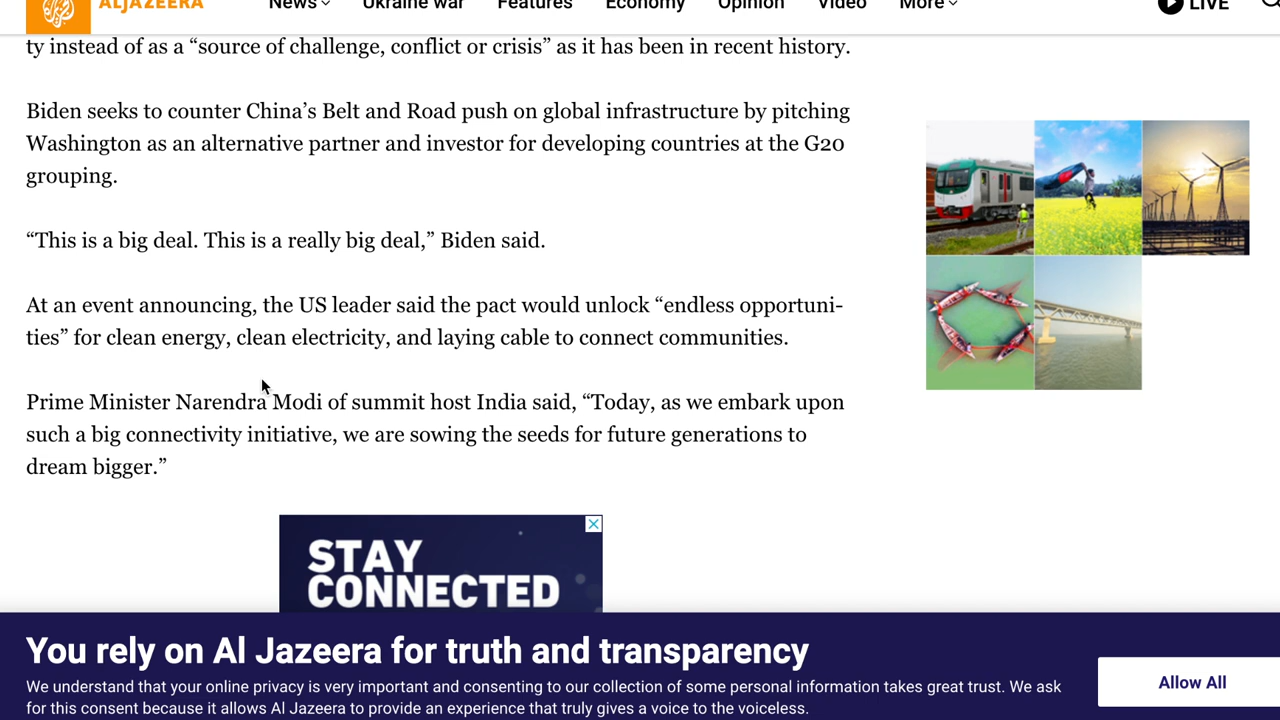 ALJAZEERA News Ukraine war Features Economy Opinion Video More LIVE
ty instead of as a “source of challenge, conflict or crisis” as it has been in recent history.
Biden seeks to counter China’s Belt and Road push on global infrastructure by pitching
Washington as an alternative partner and investor for developing countries at the G20
grouping.
“This is a big deal. This is a really big deal,” Biden said.
At an event announcing, the US leader said the pact would unlock “endless opportuni-
ties” for clean energy, clean electricity, and laying cable to connect communities.
Prime Minister Narendra Modi of summit host India said, “Today, as we embark upon
such a big connectivity initiative, we are sowing the seeds for future generations to
dream bigger.”
STAY
CONNECTED
You rely on Al Jazeera for truth and transparency
We understand that your online privacy is very important and consenting to our collection of some personal information takes great trust. We ask
for this consent because it allows Al Jazeera to provide an experience that truly gives a voice to the voiceless.
Allow All